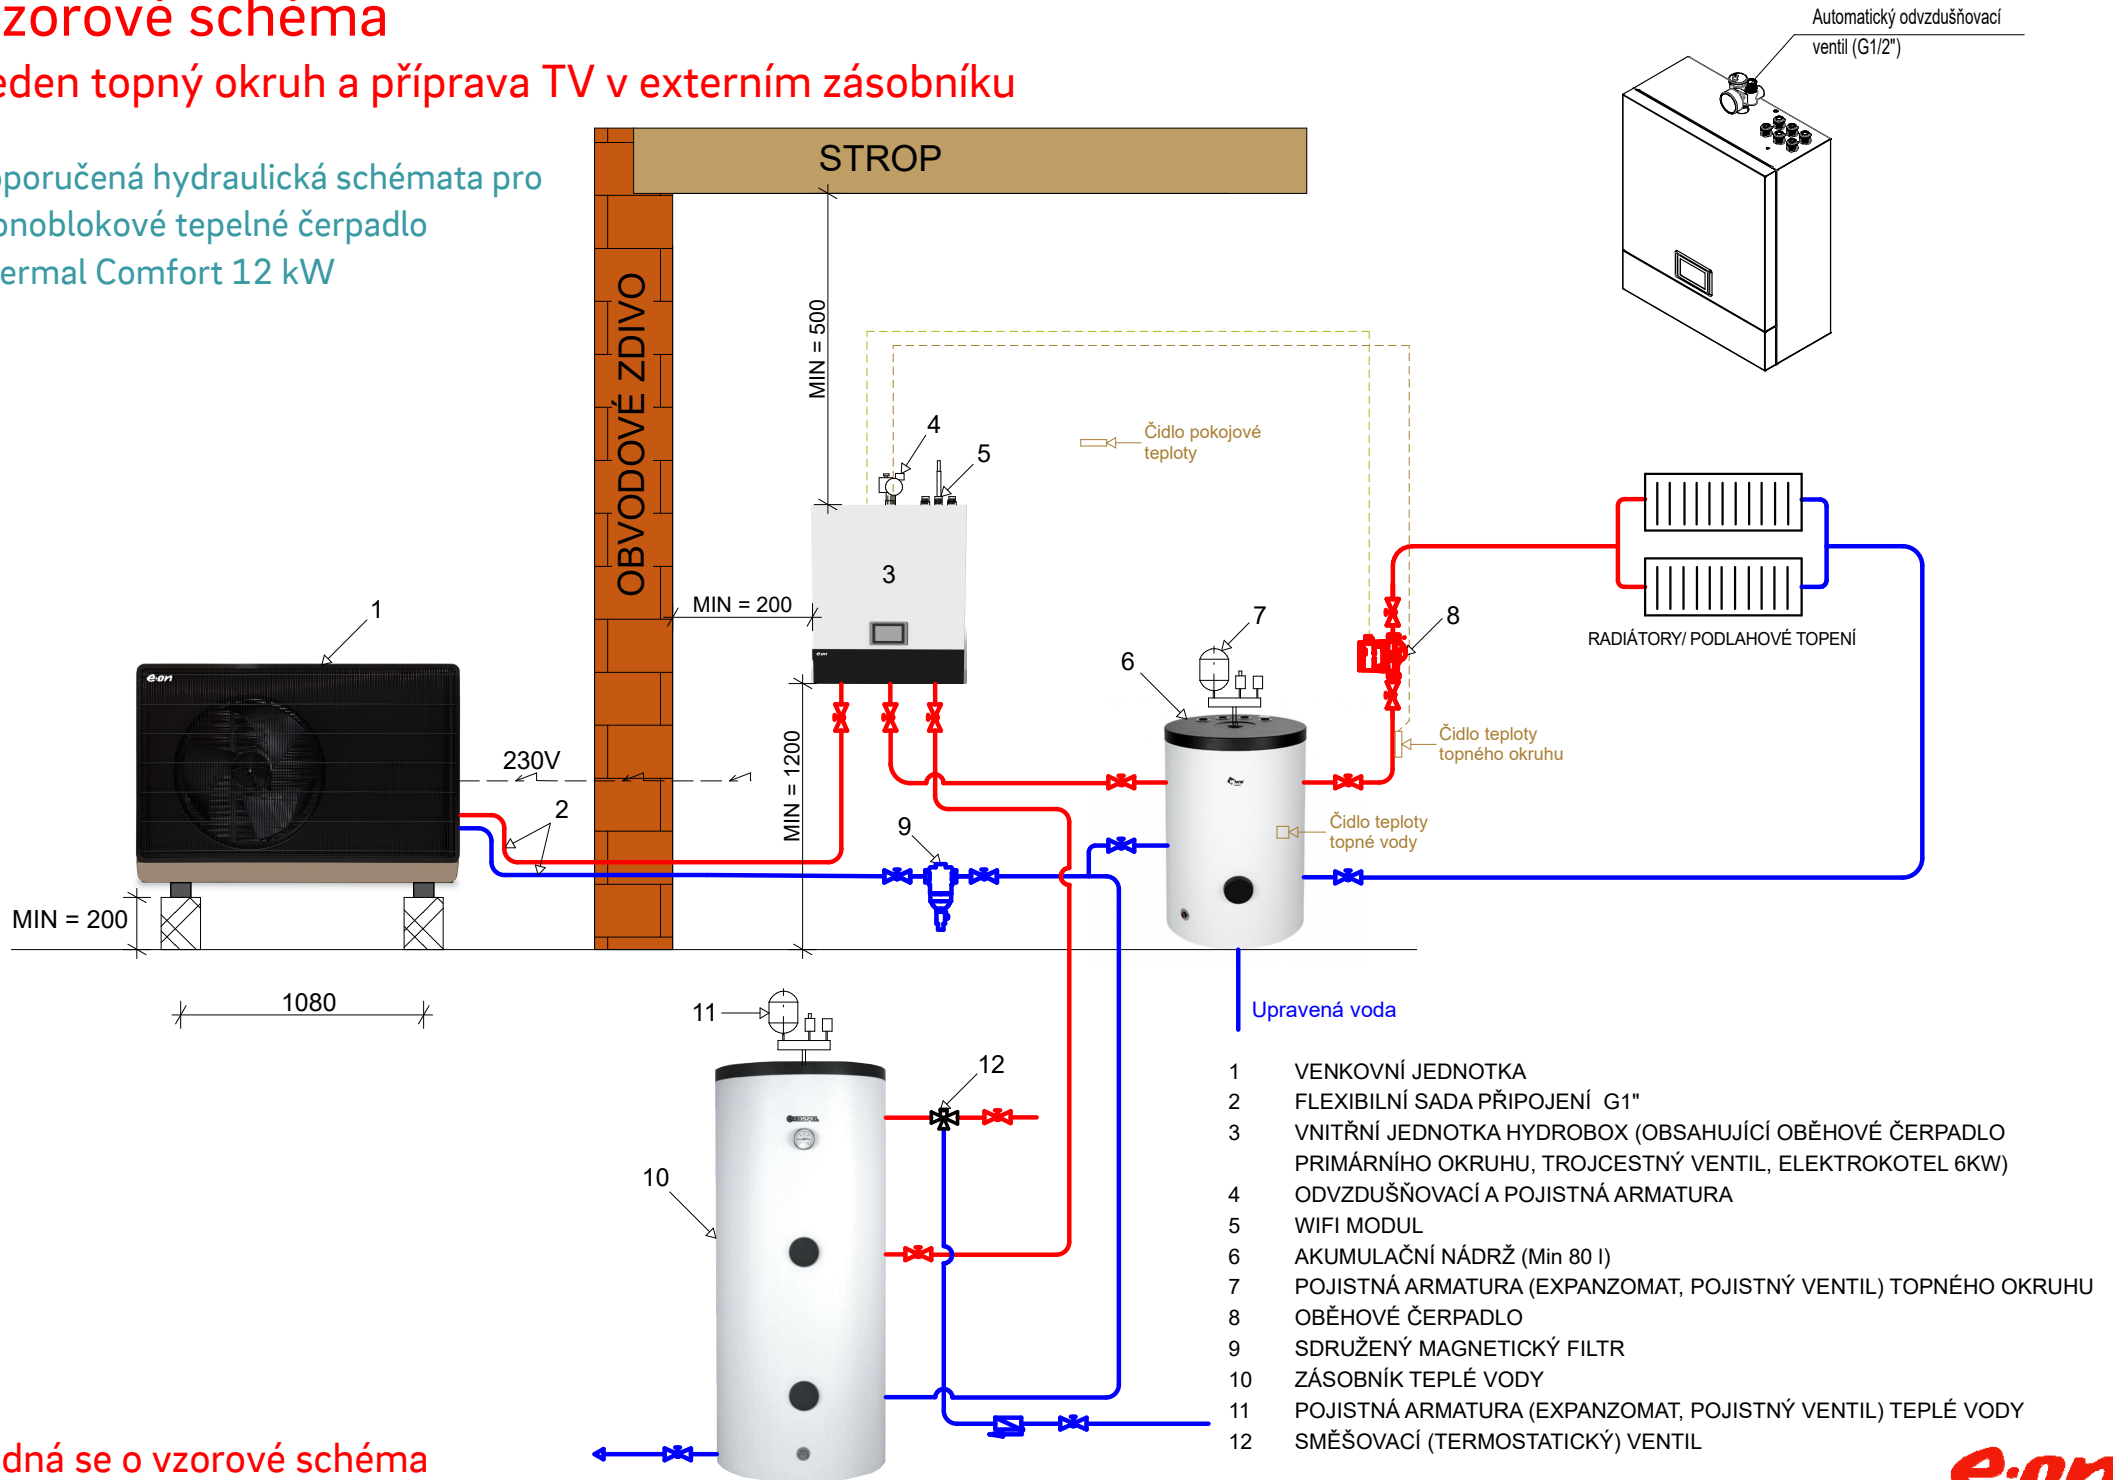 zorové schéma
eden topný okruh a příprava TV v externím zásobníku
oporučená hydraulická schémata pro
onoblokové tepelné čerpadlo
ermal Comfort 12 kW
Automatický odvzdušňovací
ventil (G1/2")
STROP
OBVODOVÉ ZDIVO
MIN = 500
4
5
Čidlo pokojové
teploty
3
MIN = 200
e·on
1
e·on
7
8
6
RADIÁTORY/ PODLAHOVÉ TOPENÍ
230V
2
MIN = 1200
9
Čidlo teploty
topného okruhu
Čidlo teploty
topné vody
MIN = 200
1080
Upravená voda
11
12
10
1 VENKOVNÍ JEDNOTKA
2 FLEXIBILNÍ SADA PŘIPOJENÍ G1"
3 VNITŘNÍ JEDNOTKA HYDROBOX (OBSAHUJÍCÍ OBĚHOVÉ ČERPADLO
PRIMÁRNÍHO OKRUHU, TROJCESTNÝ VENTIL, ELEKTROKOTEL 6KW)
4 ODVZDUŠŇOVACÍ A POJISTNÁ ARMATURA
5 WIFI MODUL
6 AKUMULAČNÍ NÁDRŽ (Min 80 l)
7 POJISTNÁ ARMATURA (EXPANZOMAT, POJISTNÝ VENTIL) TOPNÉHO OKRUHU
8 OBĚHOVÉ ČERPADLO
9 SDRUŽENÝ MAGNETICKÝ FILTR
10 ZÁSOBNÍK TEPLÉ VODY
11 POJISTNÁ ARMATURA (EXPANZOMAT, POJISTNÝ VENTIL) TEPLÉ VODY
12 SMĚŠOVACÍ (TERMOSTATICKÝ) VENTIL
dná se o vzorové schéma
e·on